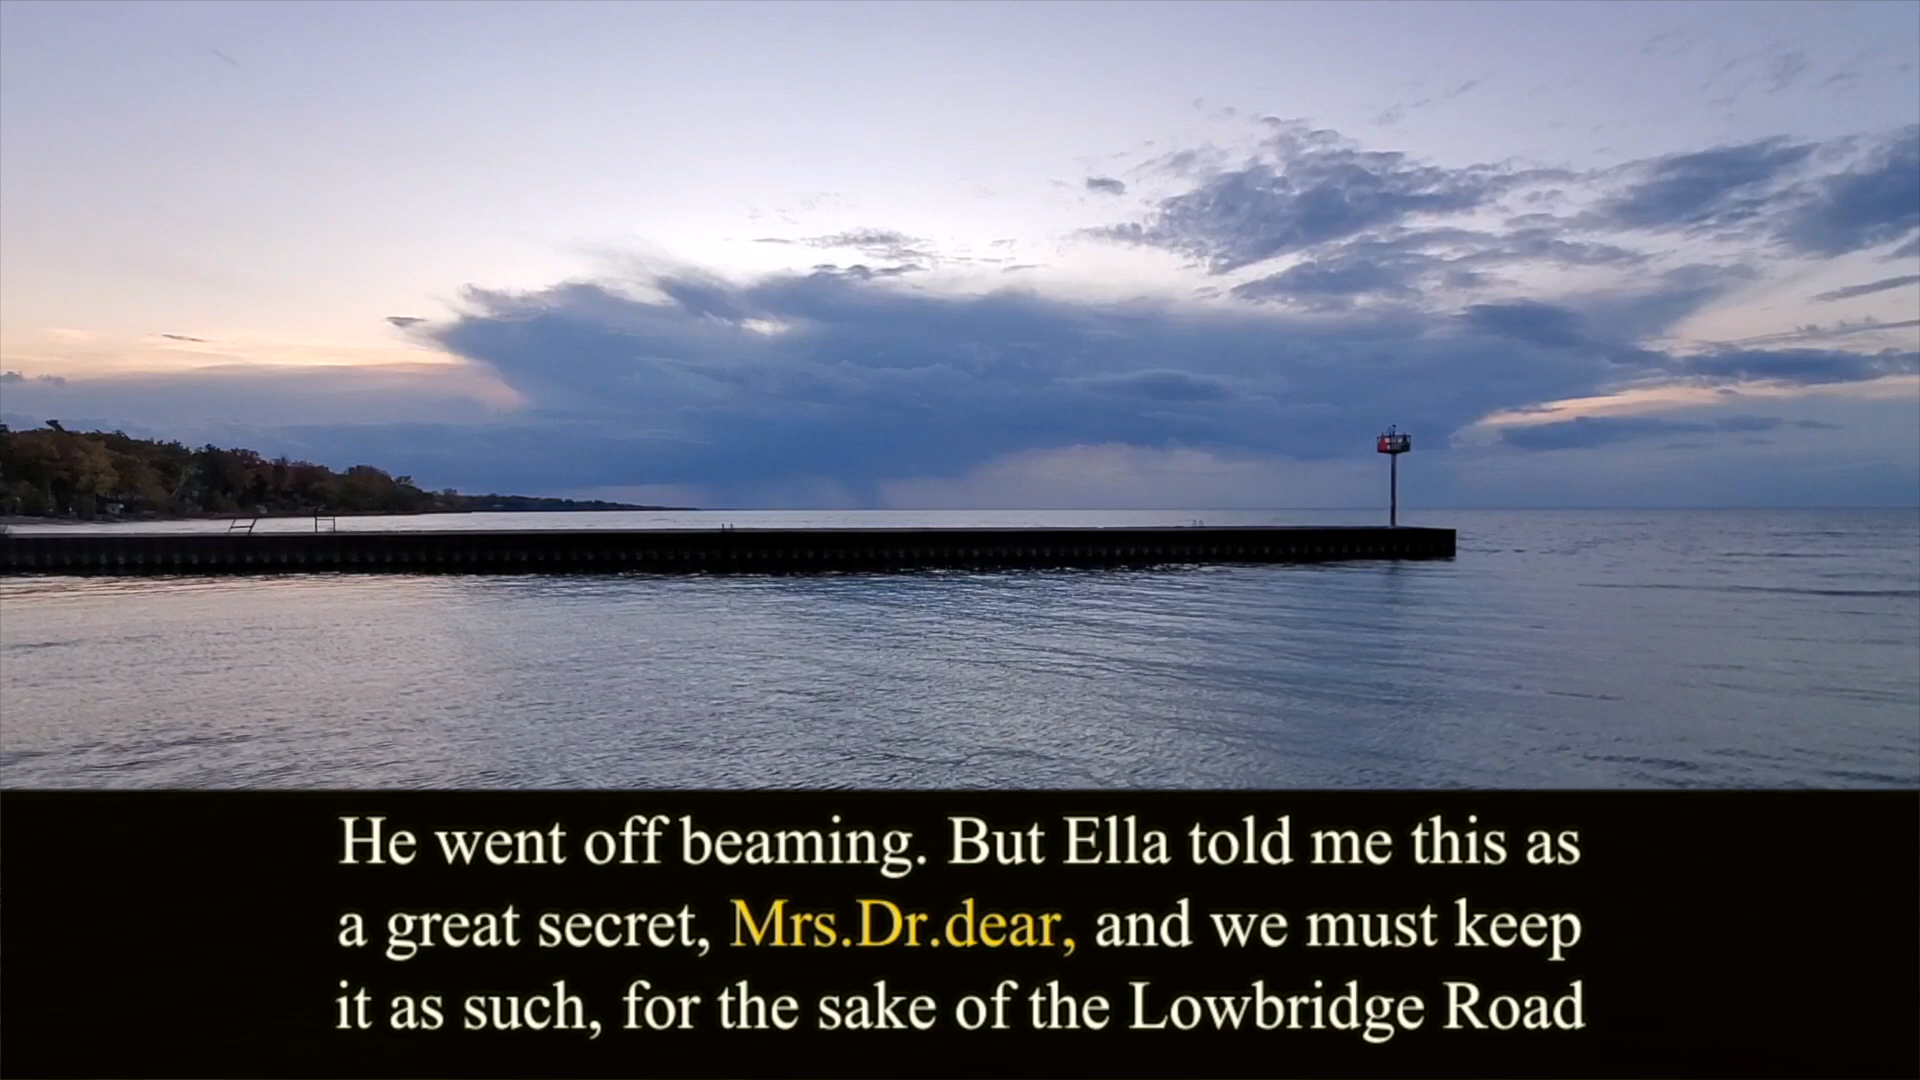 He went off beaming. But Ella told me this as
a great secret, Mrs.Dr.dear, and we must keep
it as such, for the sake of the Lowbridge Road